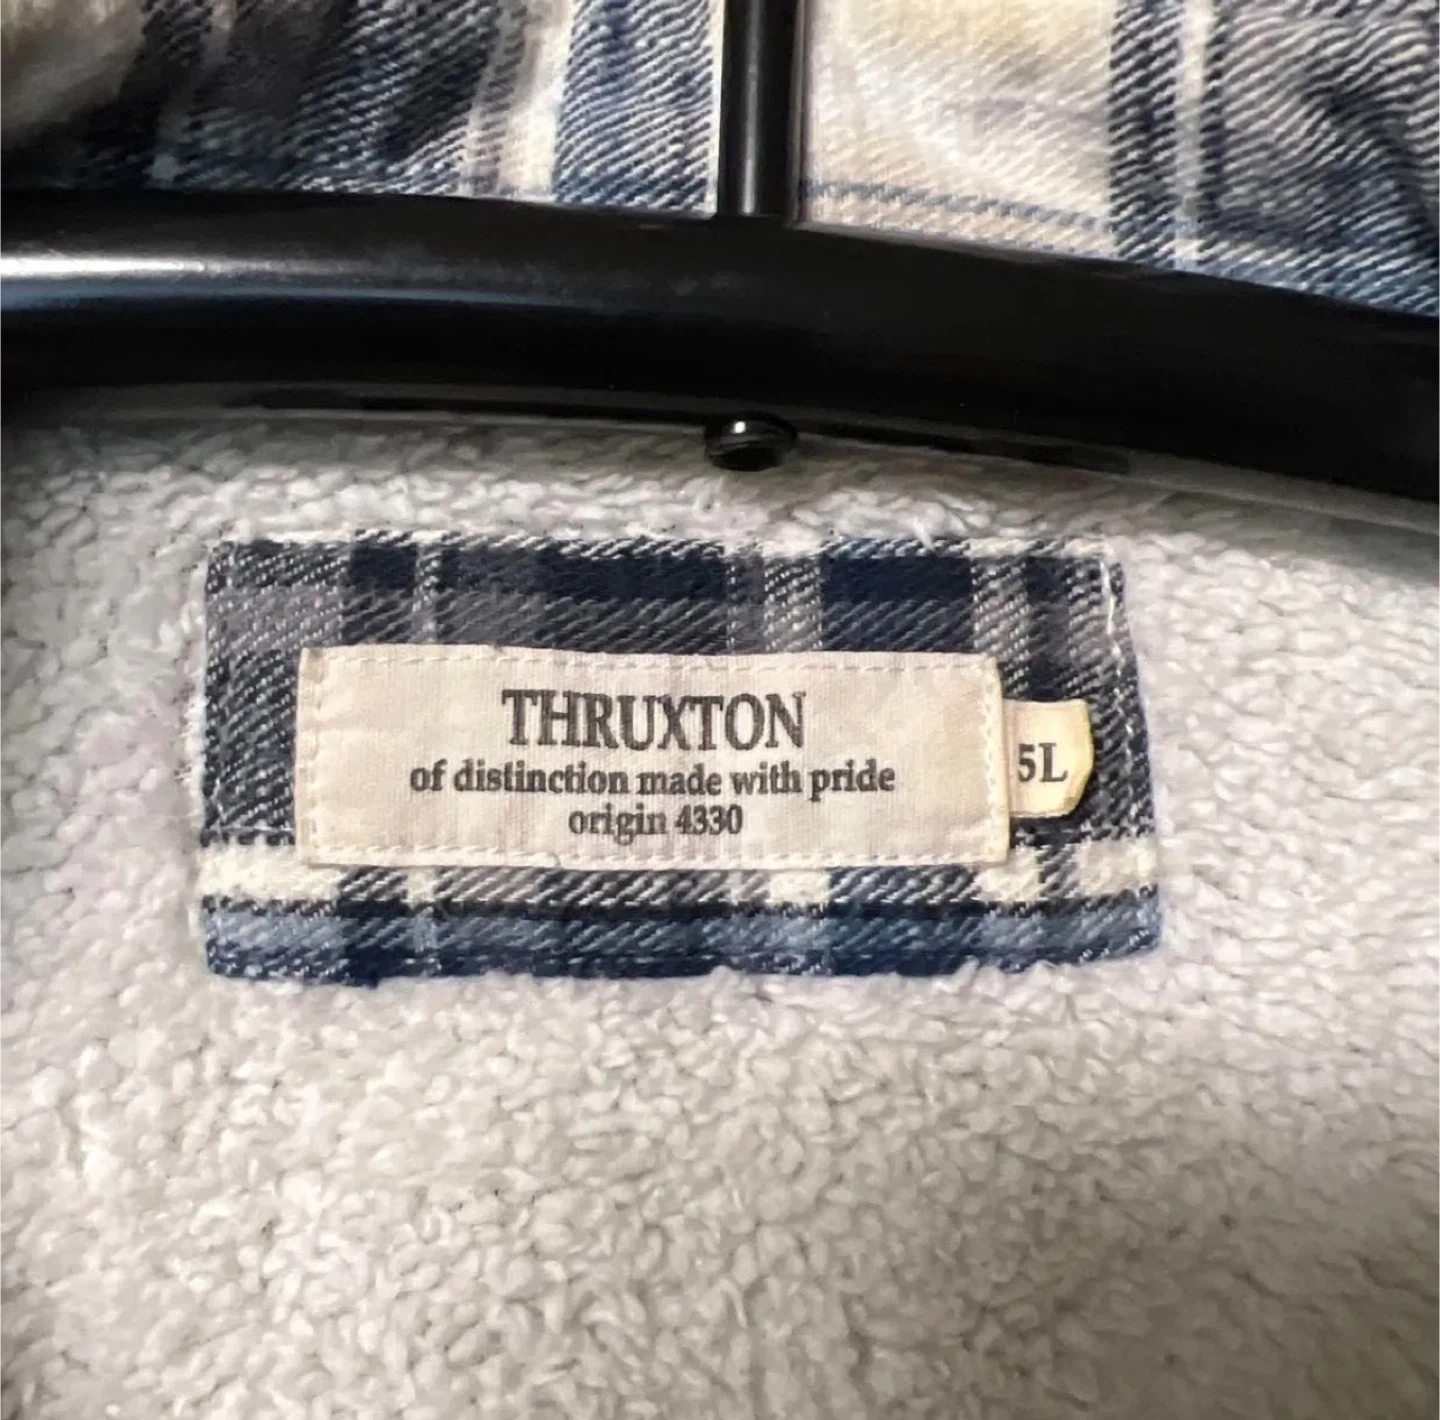 THRUXTON
of distinction made with pride
origin 4330
5L